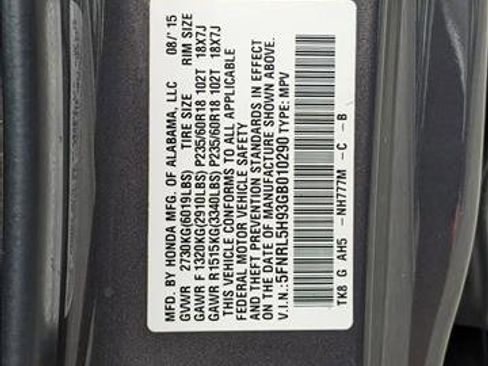 MFD. BY HONDA MFG. OF ALABAMA, LLC 08/'15
GVWR 2730KG(6019LBS) TIRE SIZE RIM SIZE
GAWR F 1320KG(2910LBS) P235/60R18 102T 18X7J
GAWR R 1515KG(3340LBS) P235/60R18 102T 18X7J
THIS VEHICLE CONFORMS TO ALL APPLICABLE
FEDERAL MOTOR VEHICLE SAFETY
AND THEFT PREVENTION STANDARDS IN EFFECT
ON THE DATE OF MANUFACTURE SHOWN ABOVE.
V.I.N.: 5FNRL5H93GB010290 TYPE: MPV
TK8 G AH5 -NH777M -C -B